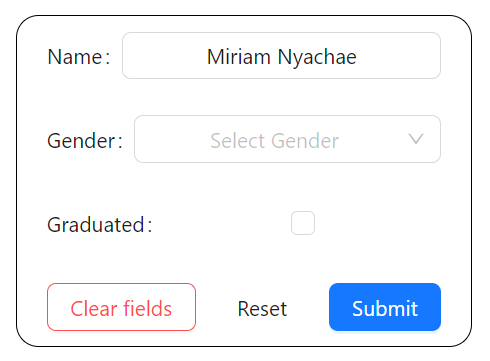 Name: Miriam Nyachae
Gender: Select Gender
Graduated:
Clear fields Reset Submit